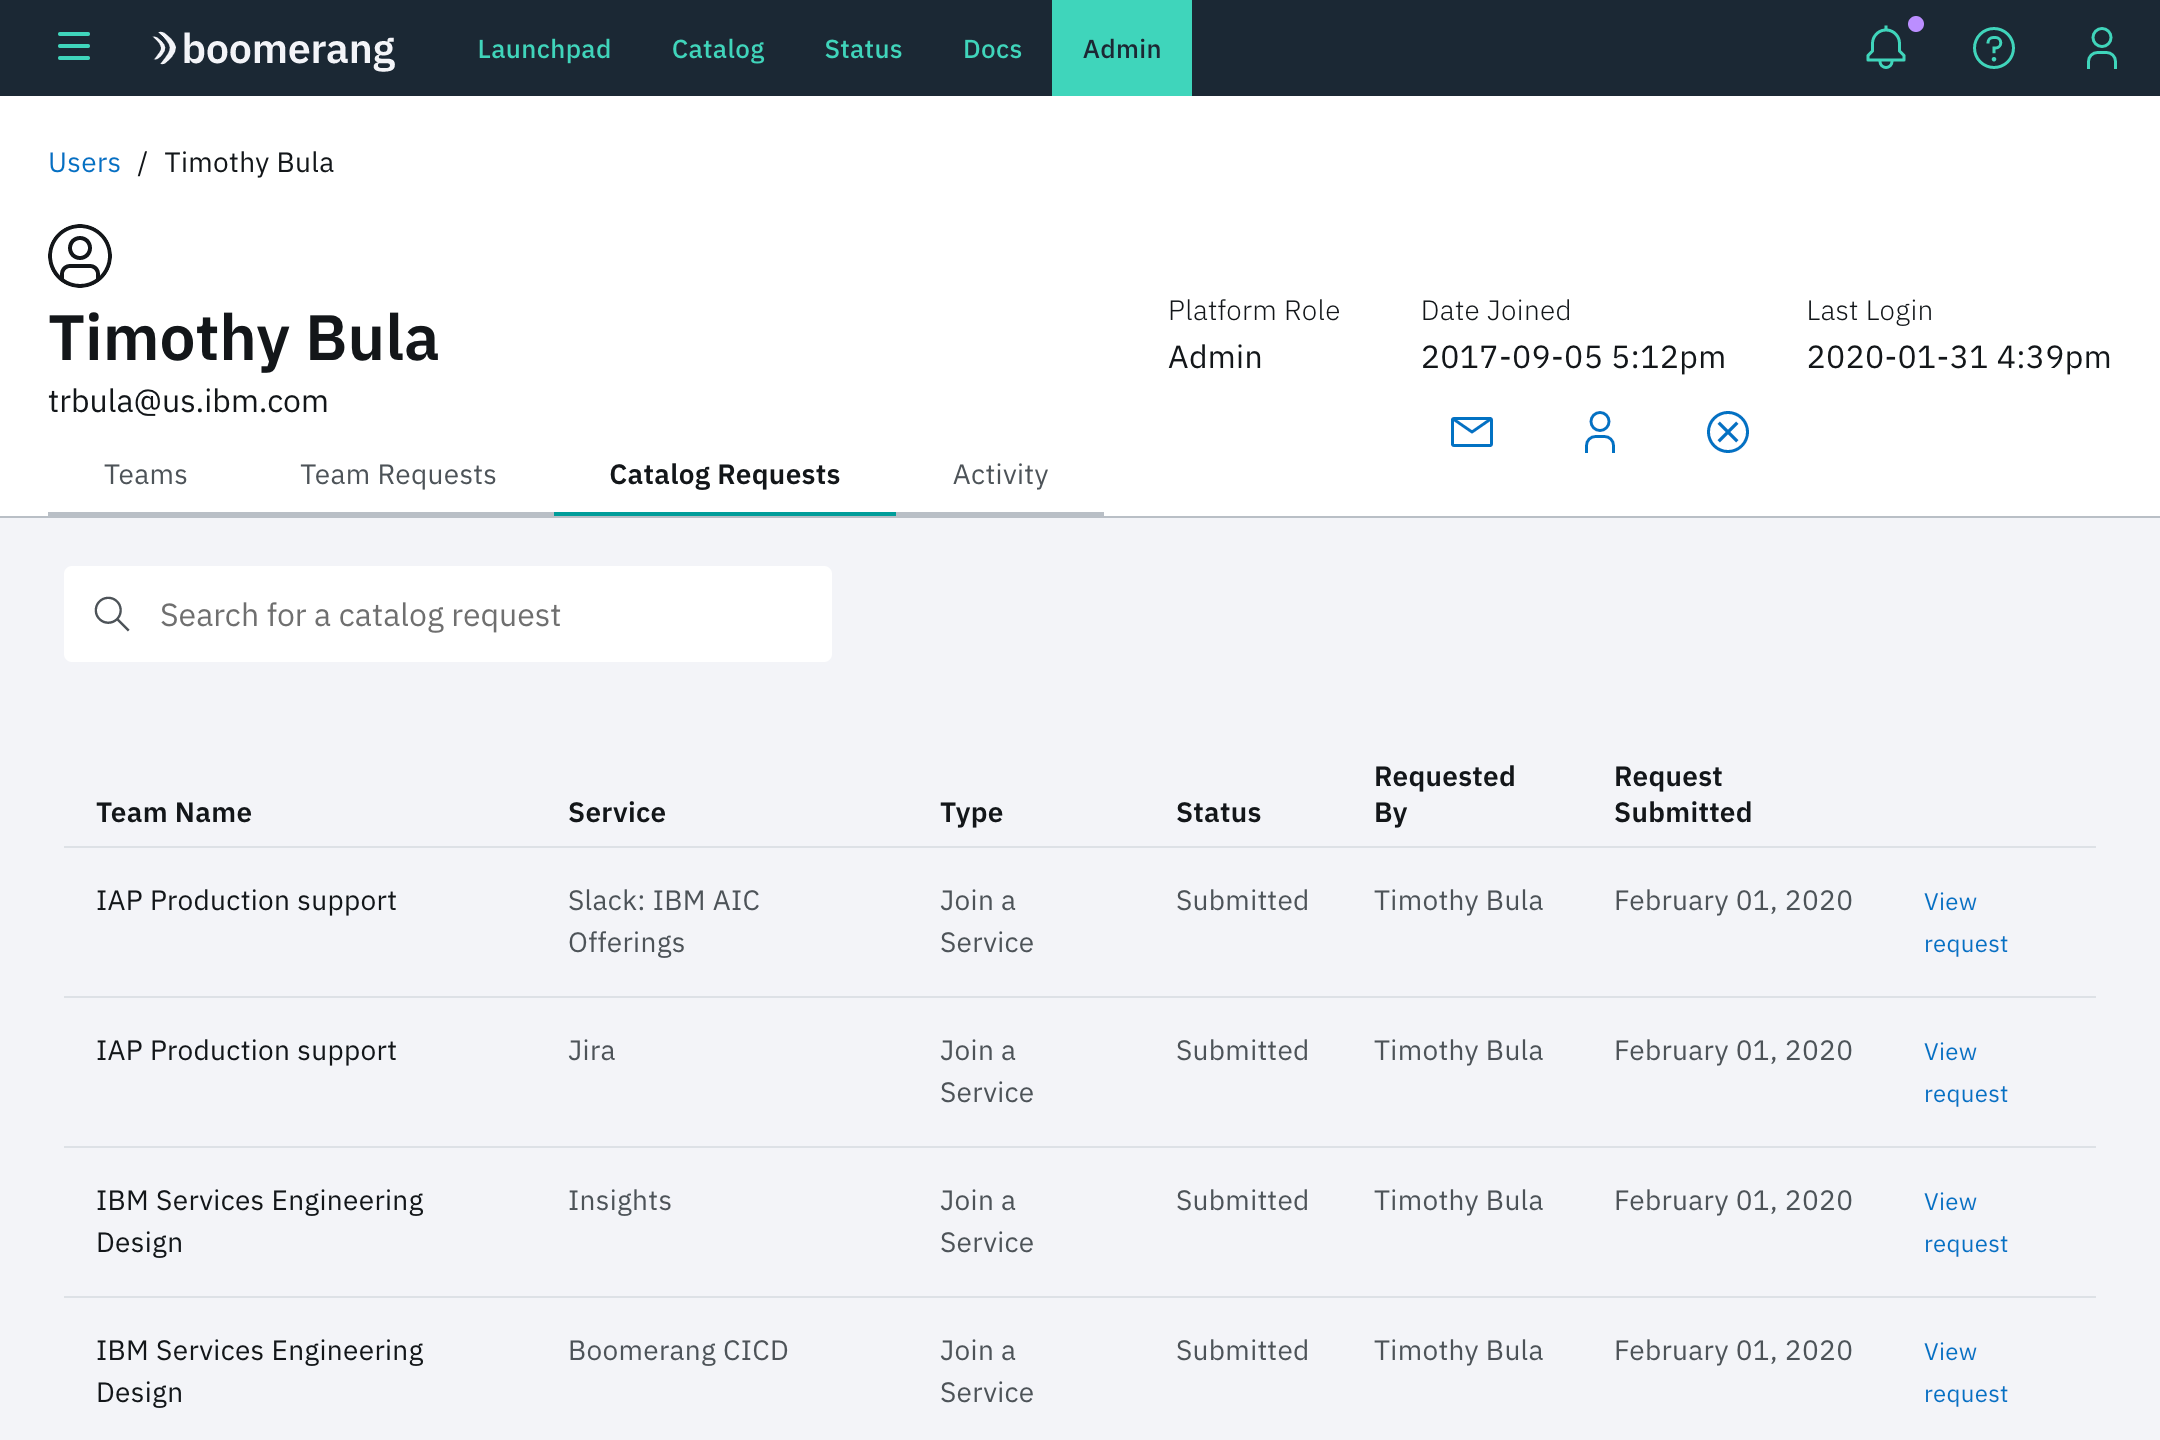 boomerang Launchpad Catalog Status Docs Admin
Users / Timothy Bula
Timothy Bula
trbula@us.ibm.com
Platform Role Date Joined Last Login
Admin 2017-09-05 5:12pm 2020-01-31 4:39pm
Teams Team Requests Catalog Requests Activity
Search for a catalog request
Requested Request
Team Name Service Type Status By Submitted
IAP Production support Slack: IBM AIC Join a Submitted Timothy Bula February 01, 2020 View
Offerings Service request
IAP Production support Jira Join a Submitted Timothy Bula February 01, 2020 View
Service request
IBM Services Engineering Insights Join a Submitted Timothy Bula February 01, 2020 View
Design Service request
IBM Services Engineering Boomerang CICD Join a Submitted Timothy Bula February 01, 2020 View
Design Service request